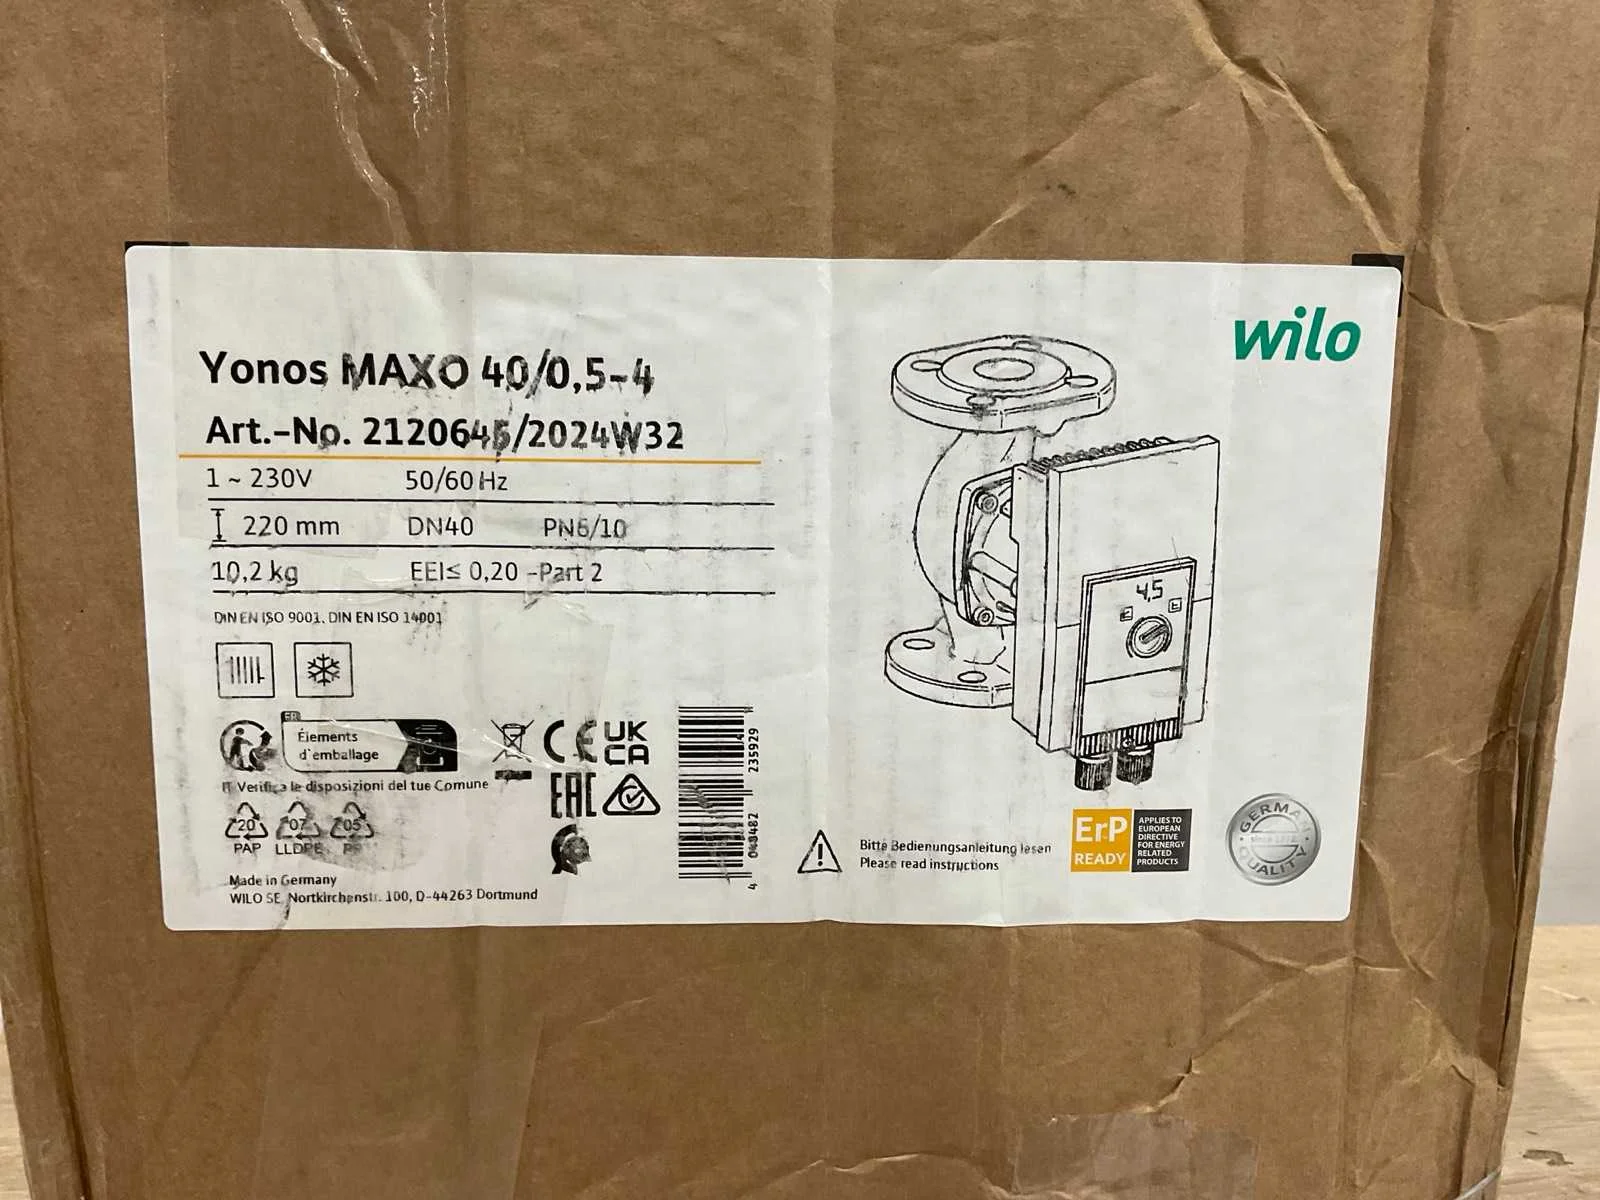 wilo
Yonos MAXO 40/0,5-4
Art.-No. 2120645/2024W32
1 ~ 230V 50/60 Hz
220 mm DN40 PN6/10
10,2 kg EEI≤ 0,20 -Part 2
DIN EN ISO 9001, DIN EN ISO 14001
FR
Élements
d'emballage
IT Verifica le disposizioni del tue Comune
20 07 05
PAP LLDPE
CE UK
CA
EAC
4 048482 235929
Made in Germany
WILO SE, Nortkirchenstr. 100, D-44263 Dortmund
4,5
Bitte Bedienungsanleitung lesen
Please read instructions
ErP
READY
APPLIES TO
EUROPEAN
DIRECTIVE
FOR ENERGY
RELATED
PRODUCTS
GERMAN
QUALITY